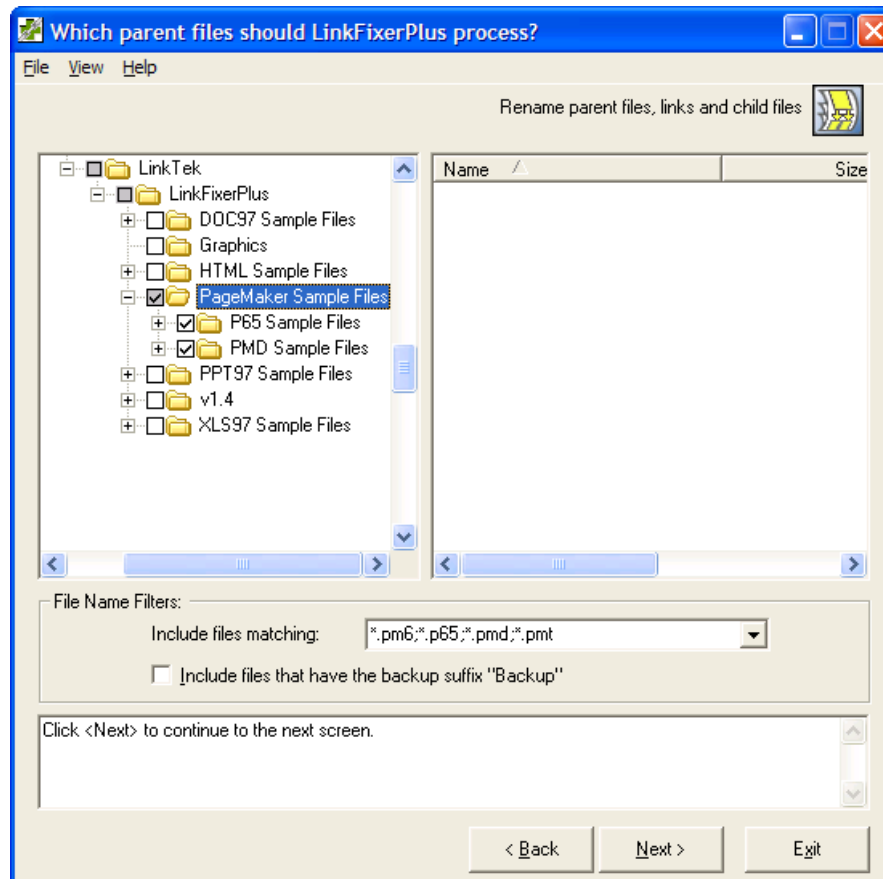 Which parent files should LinkFixerPlus process?
File View Help
Rename parent files, links and child files
LinkTek
LinkFixerPlus
DOC97 Sample Files
Graphics
HTML Sample Files
PageMaker Sample Files
P65 Sample Files
PMD Sample Files
PPT97 Sample Files
v1.4
XLS97 Sample Files
Name Size
File Name Filters:
Include files matching: *.pm6;*.p65;*.pmd;*.pmt
Include files that have the backup suffix "Backup"
Click <Next> to continue to the next screen.
< Back Next > Exit